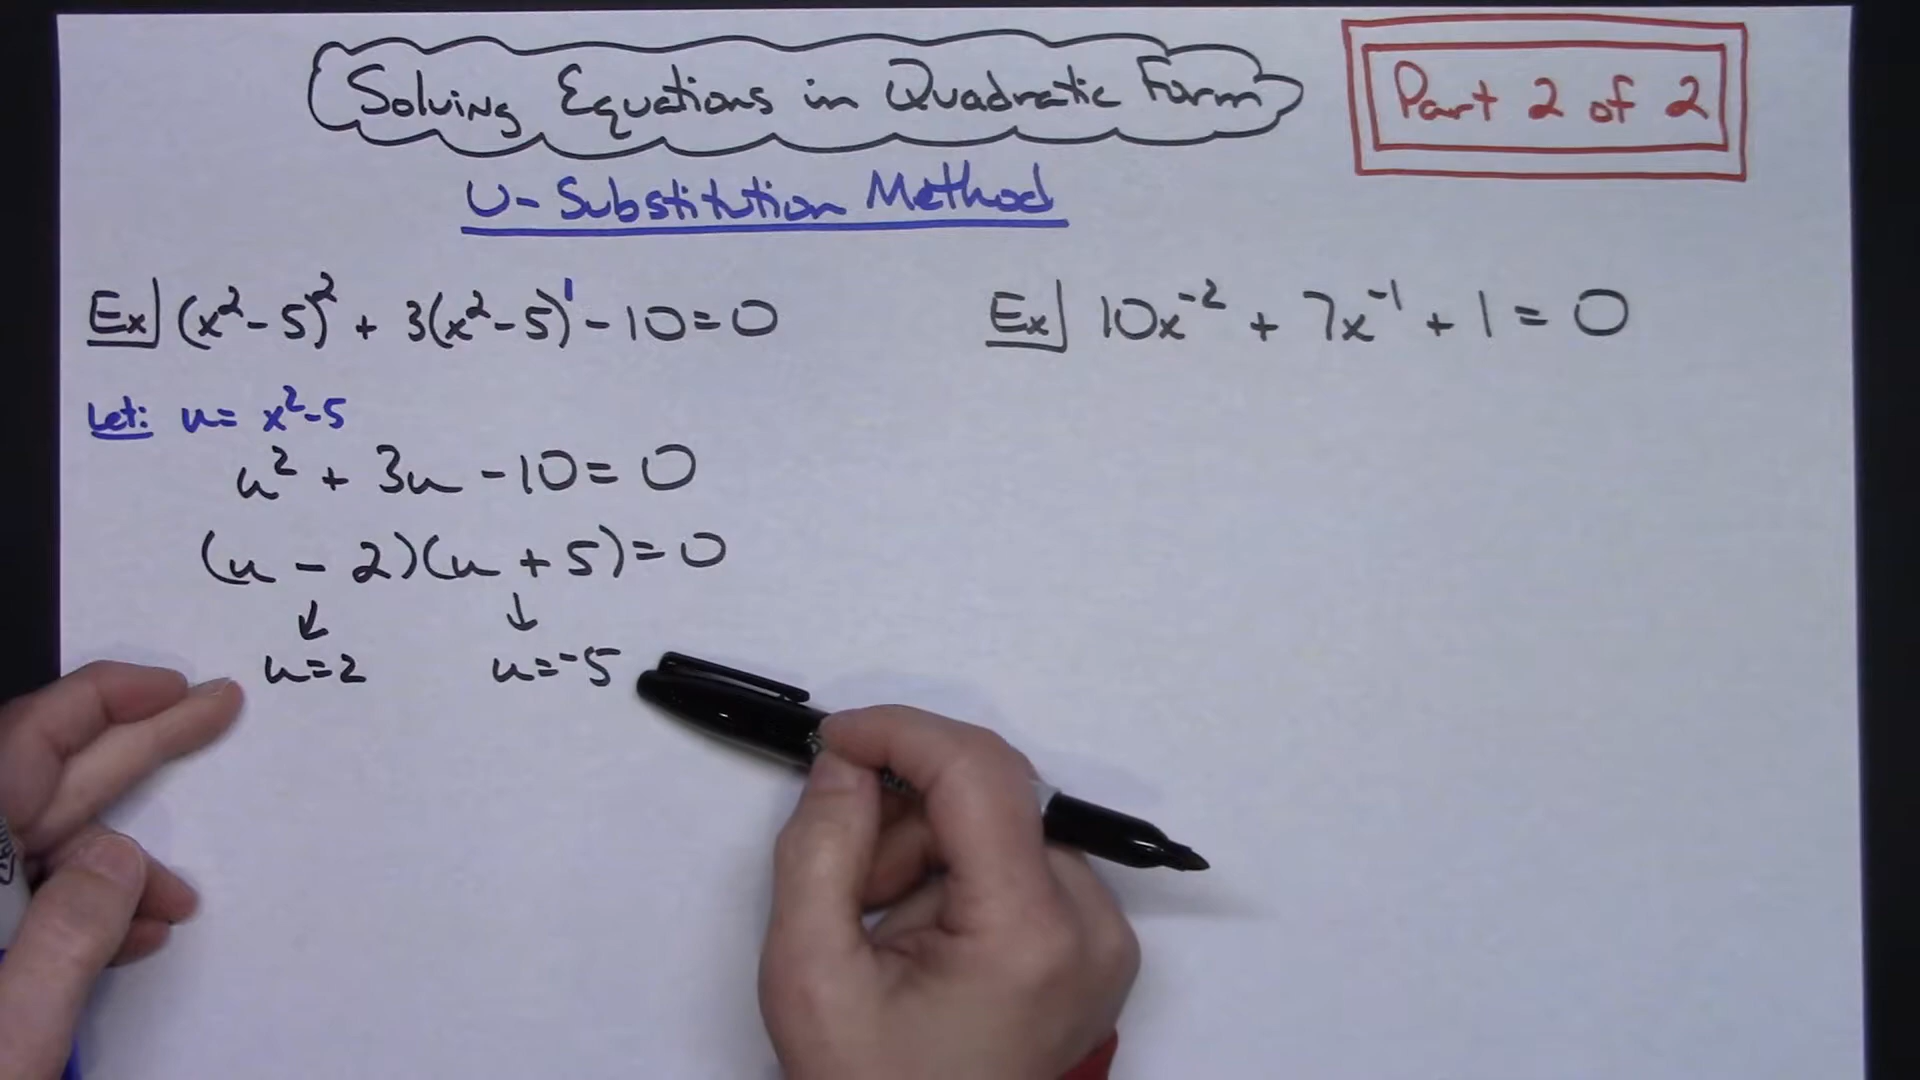 Solving Equations in Quadratic Form
Part 2 of 2
U-Substitution Method
Ex] (x²-5)² + 3(x²-5)¹ - 10 = 0
Let: u = x²-5
u² + 3u - 10 = 0
(u - 2)(u + 5) = 0
↙ ↓
u=2 u=⁻5
Ex] 10x⁻² + 7x⁻¹ + 1 = 0